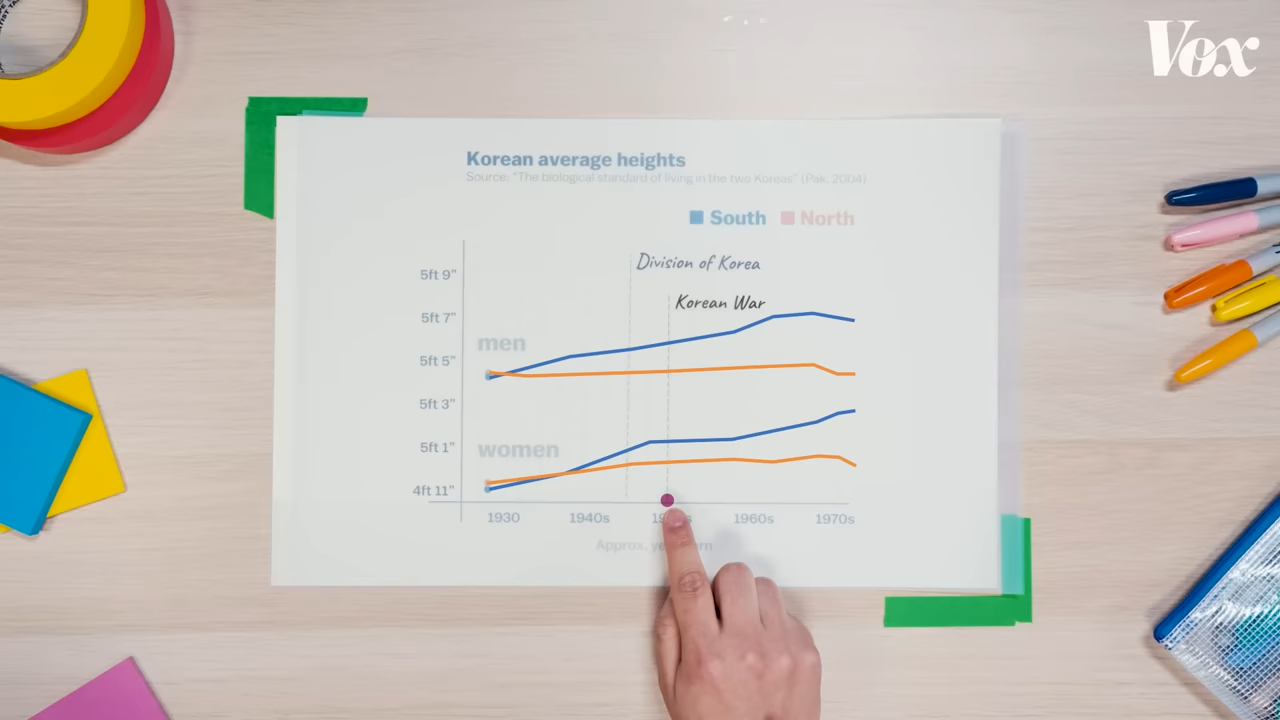 Vox
Korean average heights
Source: "The biological standard of living in the two Koreas" (Pak, 2004)
South North
Division of Korea
Korean War
5ft 9"
5ft 7"
men
5ft 5"
5ft 3"
5ft 1"
women
4ft 11"
1930 1940s 1960s 1970s
Approx.